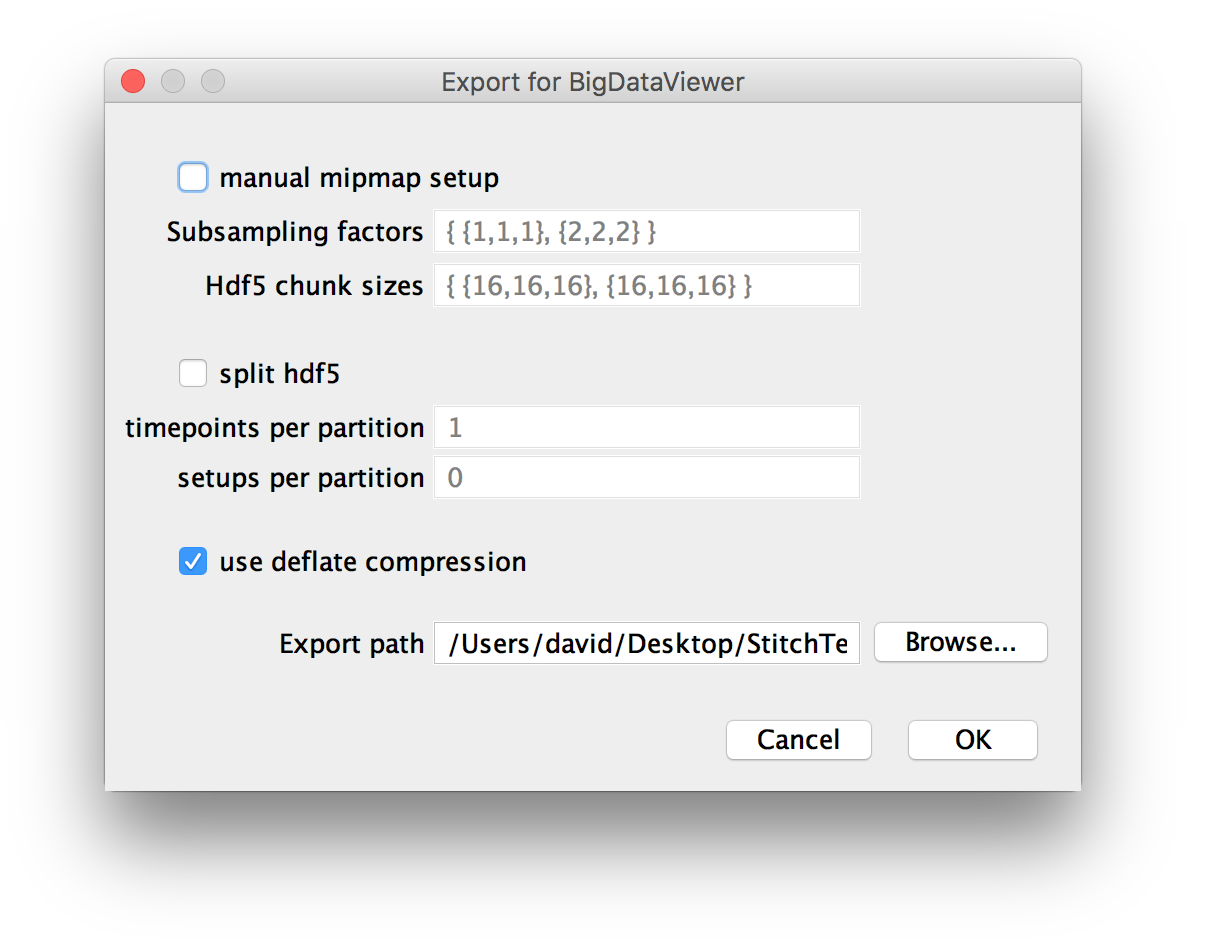 Export for BigDataViewer
manual mipmap setup
Subsampling factors { {1,1,1}, {2,2,2} }
Hdf5 chunk sizes { {16,16,16}, {16,16,16} }
split hdf5
timepoints per partition 1
setups per partition 0
use deflate compression
Export path /Users/david/Desktop/StitchTe Browse...
Cancel OK